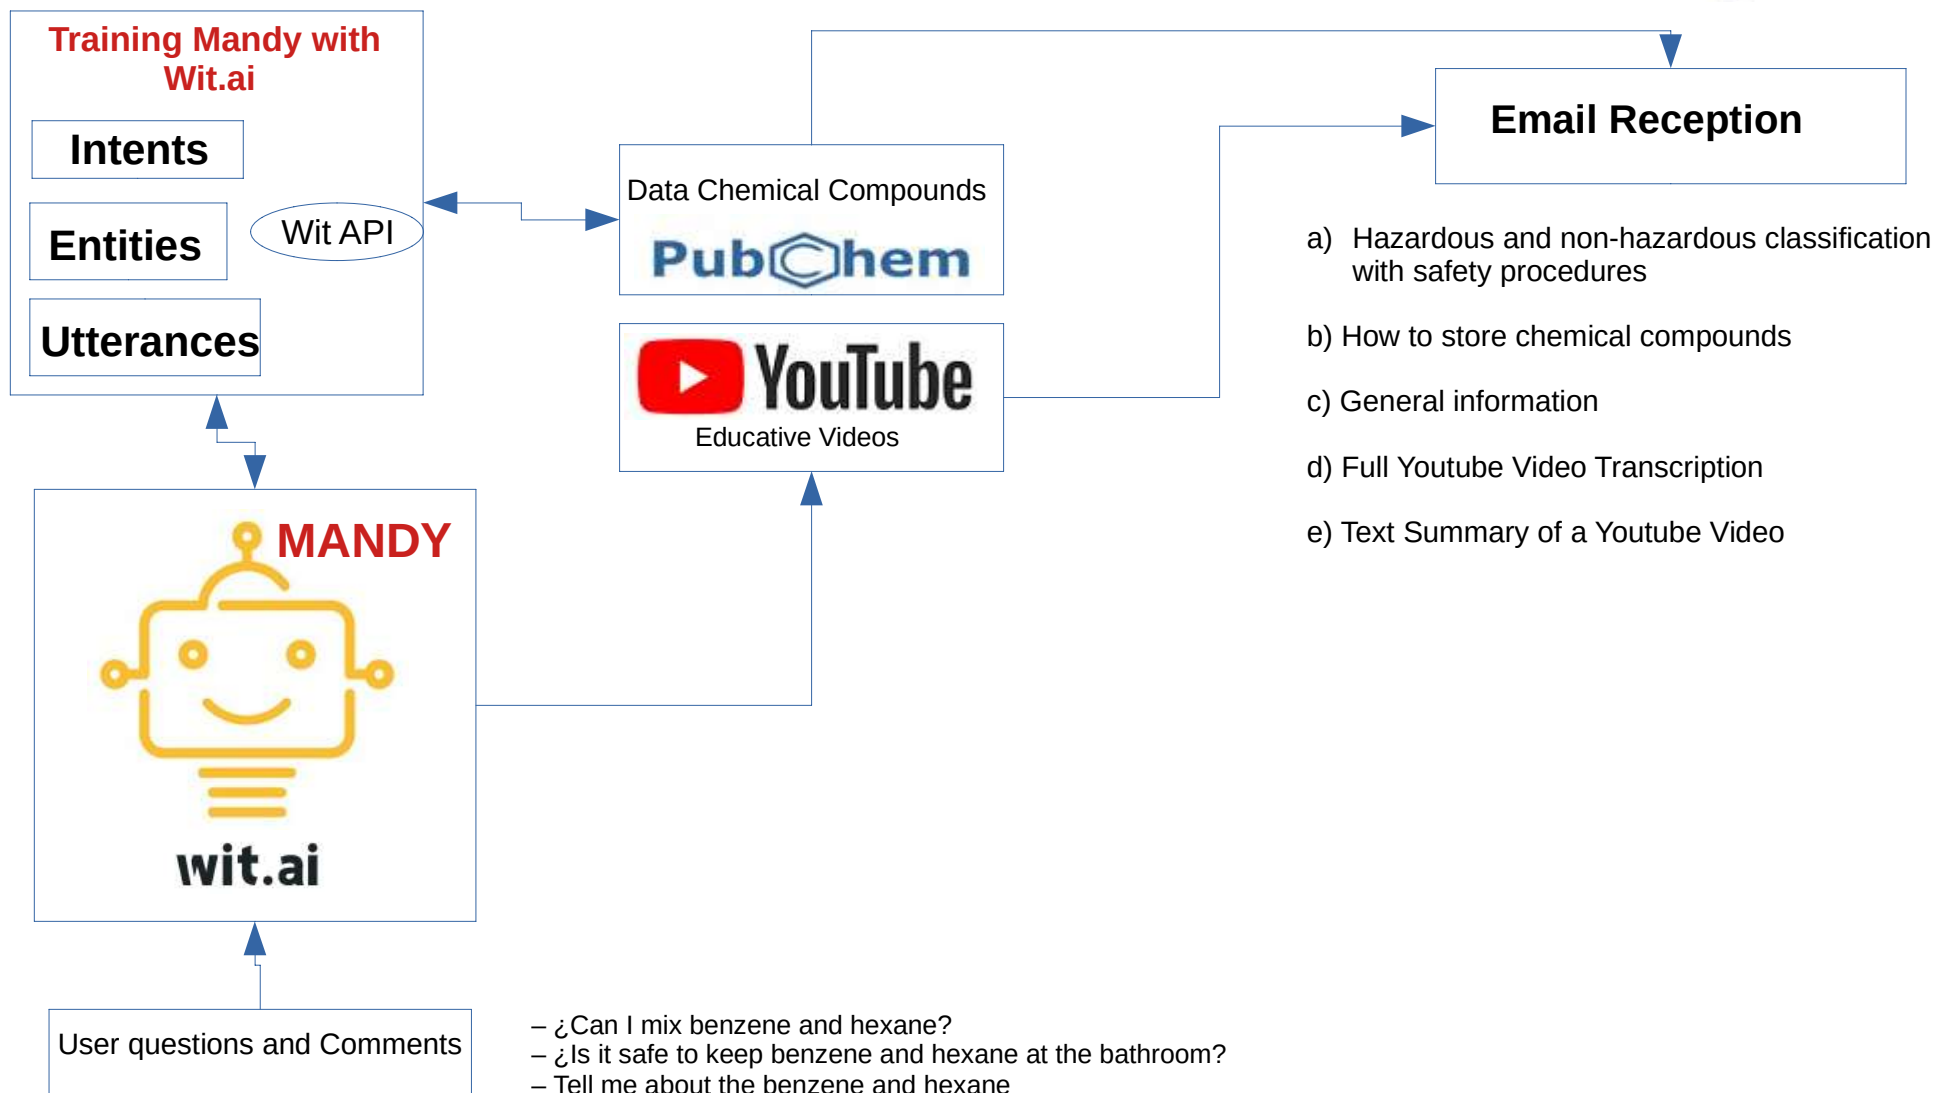 Training Mandy with
Wit.ai
Intents
Entities
Wit API
Utterances
Data Chemical Compounds
PubChem
YouTube
Educative Videos
Email Reception
a) Hazardous and non-hazardous classification
with safety procedures
b) How to store chemical compounds
c) General information
d) Full Youtube Video Transcription
e) Text Summary of a Youtube Video
MANDY
wit.ai
User questions and Comments
– ¿Can I mix benzene and hexane?
– ¿Is it safe to keep benzene and hexane at the bathroom?
– Tell me about the benzene and hexane